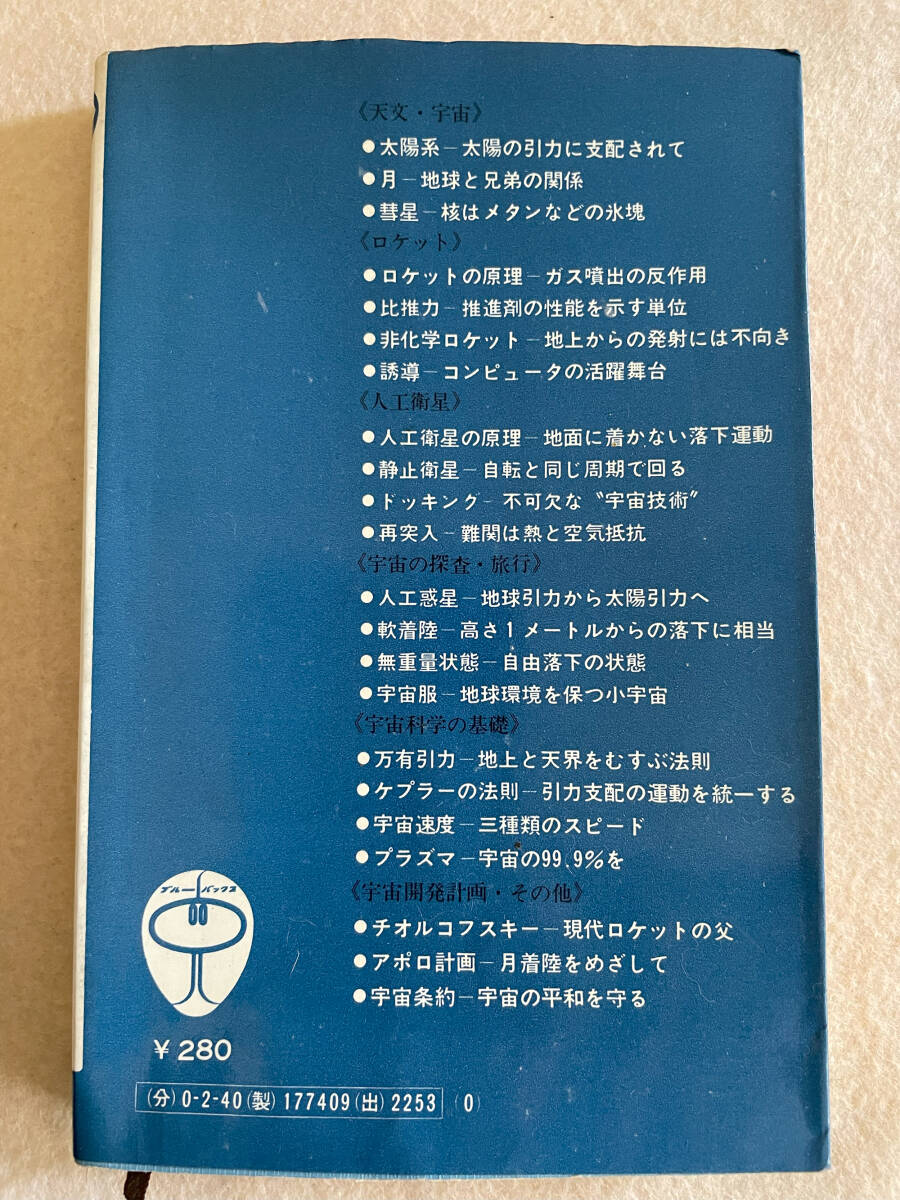 《天文・宇宙》
●太陽系－太陽の引力に支配されて
●月－地球と兄弟の関係
●彗星－核はメタンなどの氷塊
《ロケット》
●ロケットの原理－ガス噴出の反作用
●比推力－推進剤の性能を示す単位
●非化学ロケット－地上からの発射には不向き
●誘導－コンピュータの活躍舞台
《人工衛星》
●人工衛星の原理－地面に着かない落下運動
●静止衛星－自転と同じ周期で回る
●ドッキング－不可欠な〝宇宙技術〟
●再突入－難関は熱と空気抵抗
《宇宙の探査・旅行》
●人工惑星－地球引力から太陽引力へ
●軟着陸－高さ1メートルからの落下に相当
●無重量状態－自由落下の状態
●宇宙服－地球環境を保つ小宇宙
《宇宙科学の基礎》
●万有引力－地上と天界をむすぶ法則
●ケプラーの法則－引力支配の運動を統一する
●宇宙速度－三種類のスピード
●プラズマ－宇宙の99.9%を
《宇宙開発計画・その他》
●チオルコフスキー－現代ロケットの父
●アポロ計画－月着陸をめざして
●宇宙条約－宇宙の平和を守る
ブルーバックス
¥280
(分)0-2-40(製)177409(出)2253 (0)